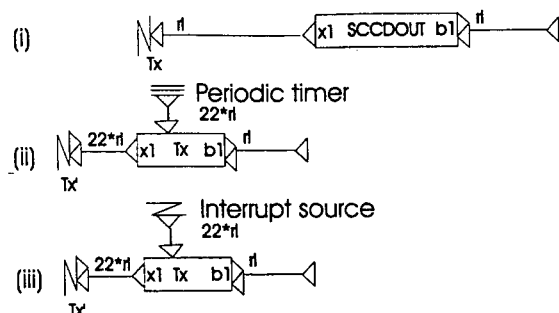 (i) rl x1 SCCDOUT b1 rl
Tx
Periodic timer
22*rl
(ii) 22*rl x1 Tx b1 rl
Tx'
Interrupt source
22*rl
(iii) 22*rl x1 Tx b1 rl
Tx'